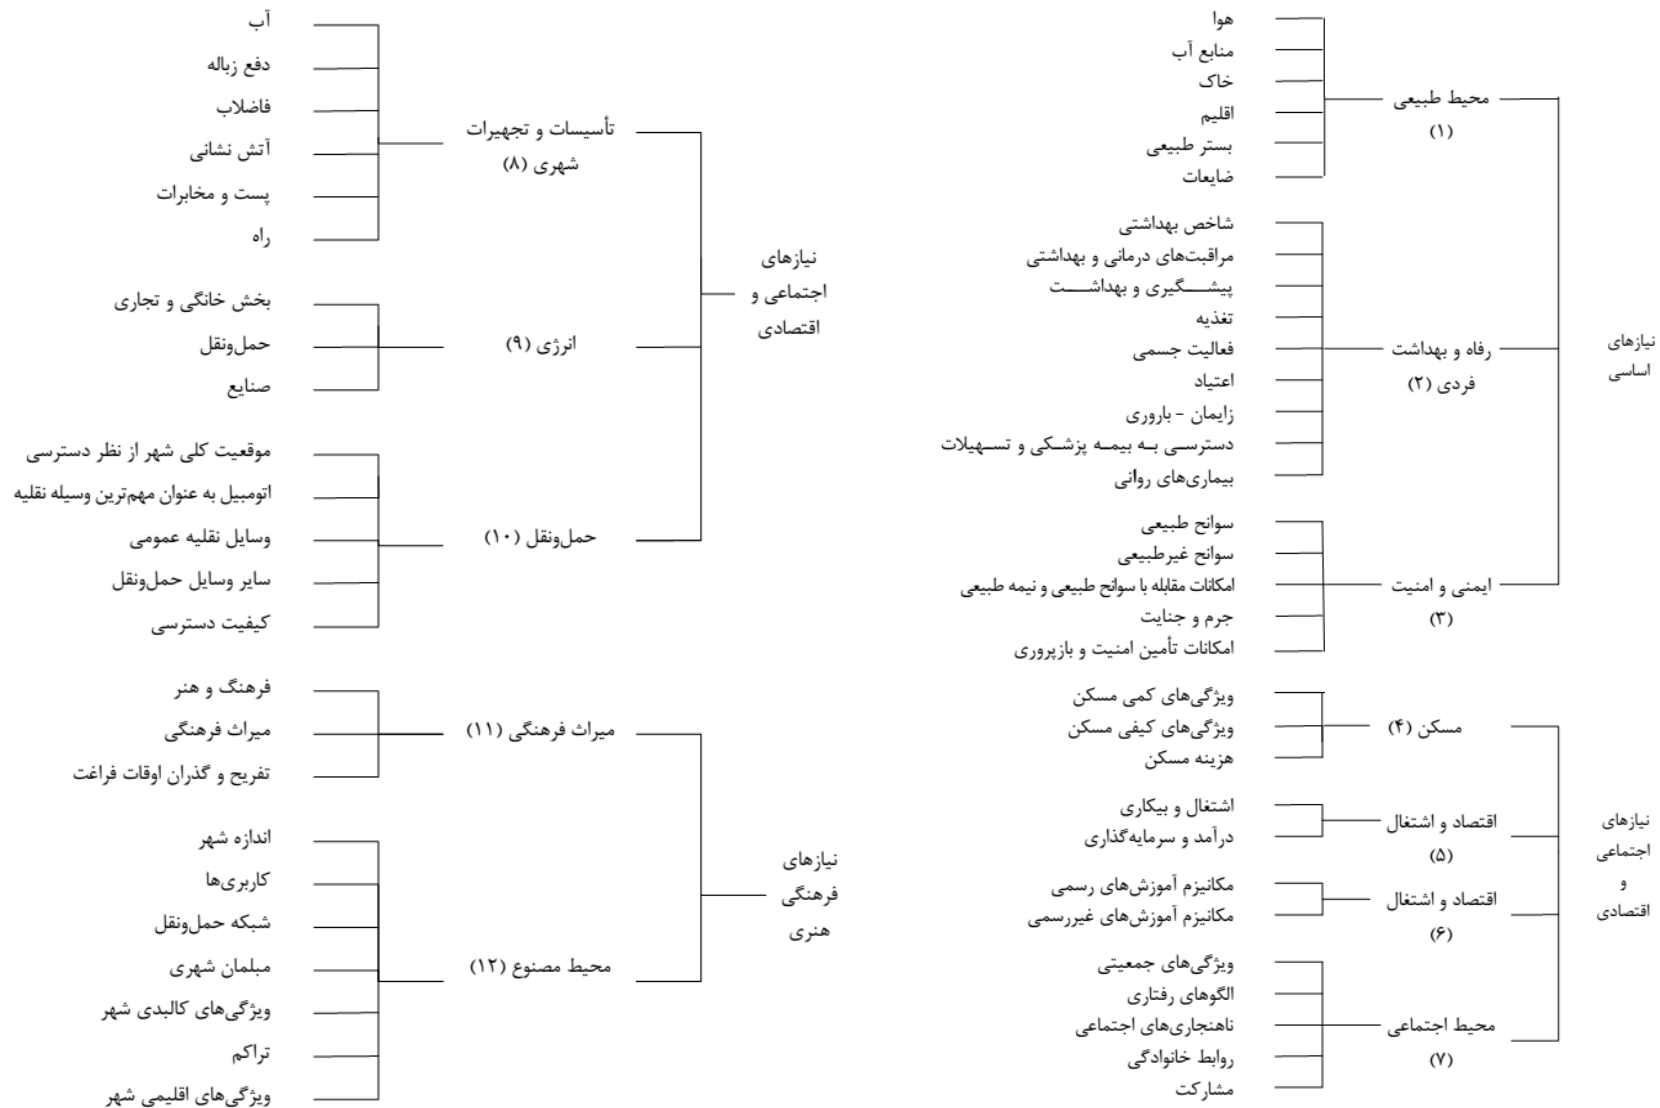 نیازهای
اساسی
محیط طبیعی
(۱)
هوا
منابع آب
خاک
اقلیم
بستر طبیعی
ضایعات
رفاه و بهداشت
فردی (۲)
شاخص بهداشتی
مراقبت‌های درمانی و بهداشتی
پیشگیری و بهداشت
تغذیه
فعالیت جسمی
اعتیاد
زایمان - باروری
دسترسی به بیمه پزشکی و تسهیلات
بیماری‌های روانی
ایمنی و امنیت
(۳)
سوانح طبیعی
سوانح غیرطبیعی
امکانات مقابله با سوانح طبیعی و نیمه طبیعی
جرم و جنایت
امکانات تأمین امنیت و بازپروری
نیازهای
اجتماعی
و
اقتصادی
مسکن (۴)
ویژگی‌های کمی مسکن
ویژگی‌های کیفی مسکن
هزینه مسکن
اقتصاد و اشتغال
(۵)
اشتغال و بیکاری
درآمد و سرمایه‌گذاری
اقتصاد و اشتغال
(۶)
مکانیزم آموزش‌های رسمی
مکانیزم آموزش‌های غیررسمی
محیط اجتماعی
(۷)
ویژگی‌های جمعیتی
الگوهای رفتاری
ناهنجاری‌های اجتماعی
روابط خانوادگی
مشارکت
نیازهای
اجتماعی و
اقتصادی
تأسیسات و تجهیرات
شهری (۸)
آب
دفع زباله
فاضلاب
آتش نشانی
پست و مخابرات
راه
انرژی (۹)
بخش خانگی و تجاری
حمل‌ونقل
صنایع
حمل‌ونقل (۱۰)
موقعیت کلی شهر از نظر دسترسی
اتومبیل به عنوان مهم‌ترین وسیله نقلیه
وسایل نقلیه عمومی
سایر وسایل حمل‌ونقل
کیفیت دسترسی
نیازهای
فرهنگی
هنری
میراث فرهنگی (۱۱)
فرهنگ و هنر
میراث فرهنگی
تفریح و گذران اوقات فراغت
محیط مصنوع (۱۲)
اندازه شهر
کاربری‌ها
شبکه حمل‌ونقل
مبلمان شهری
ویژگی‌های کالبدی شهر
تراکم
ویژگی‌های اقلیمی شهر